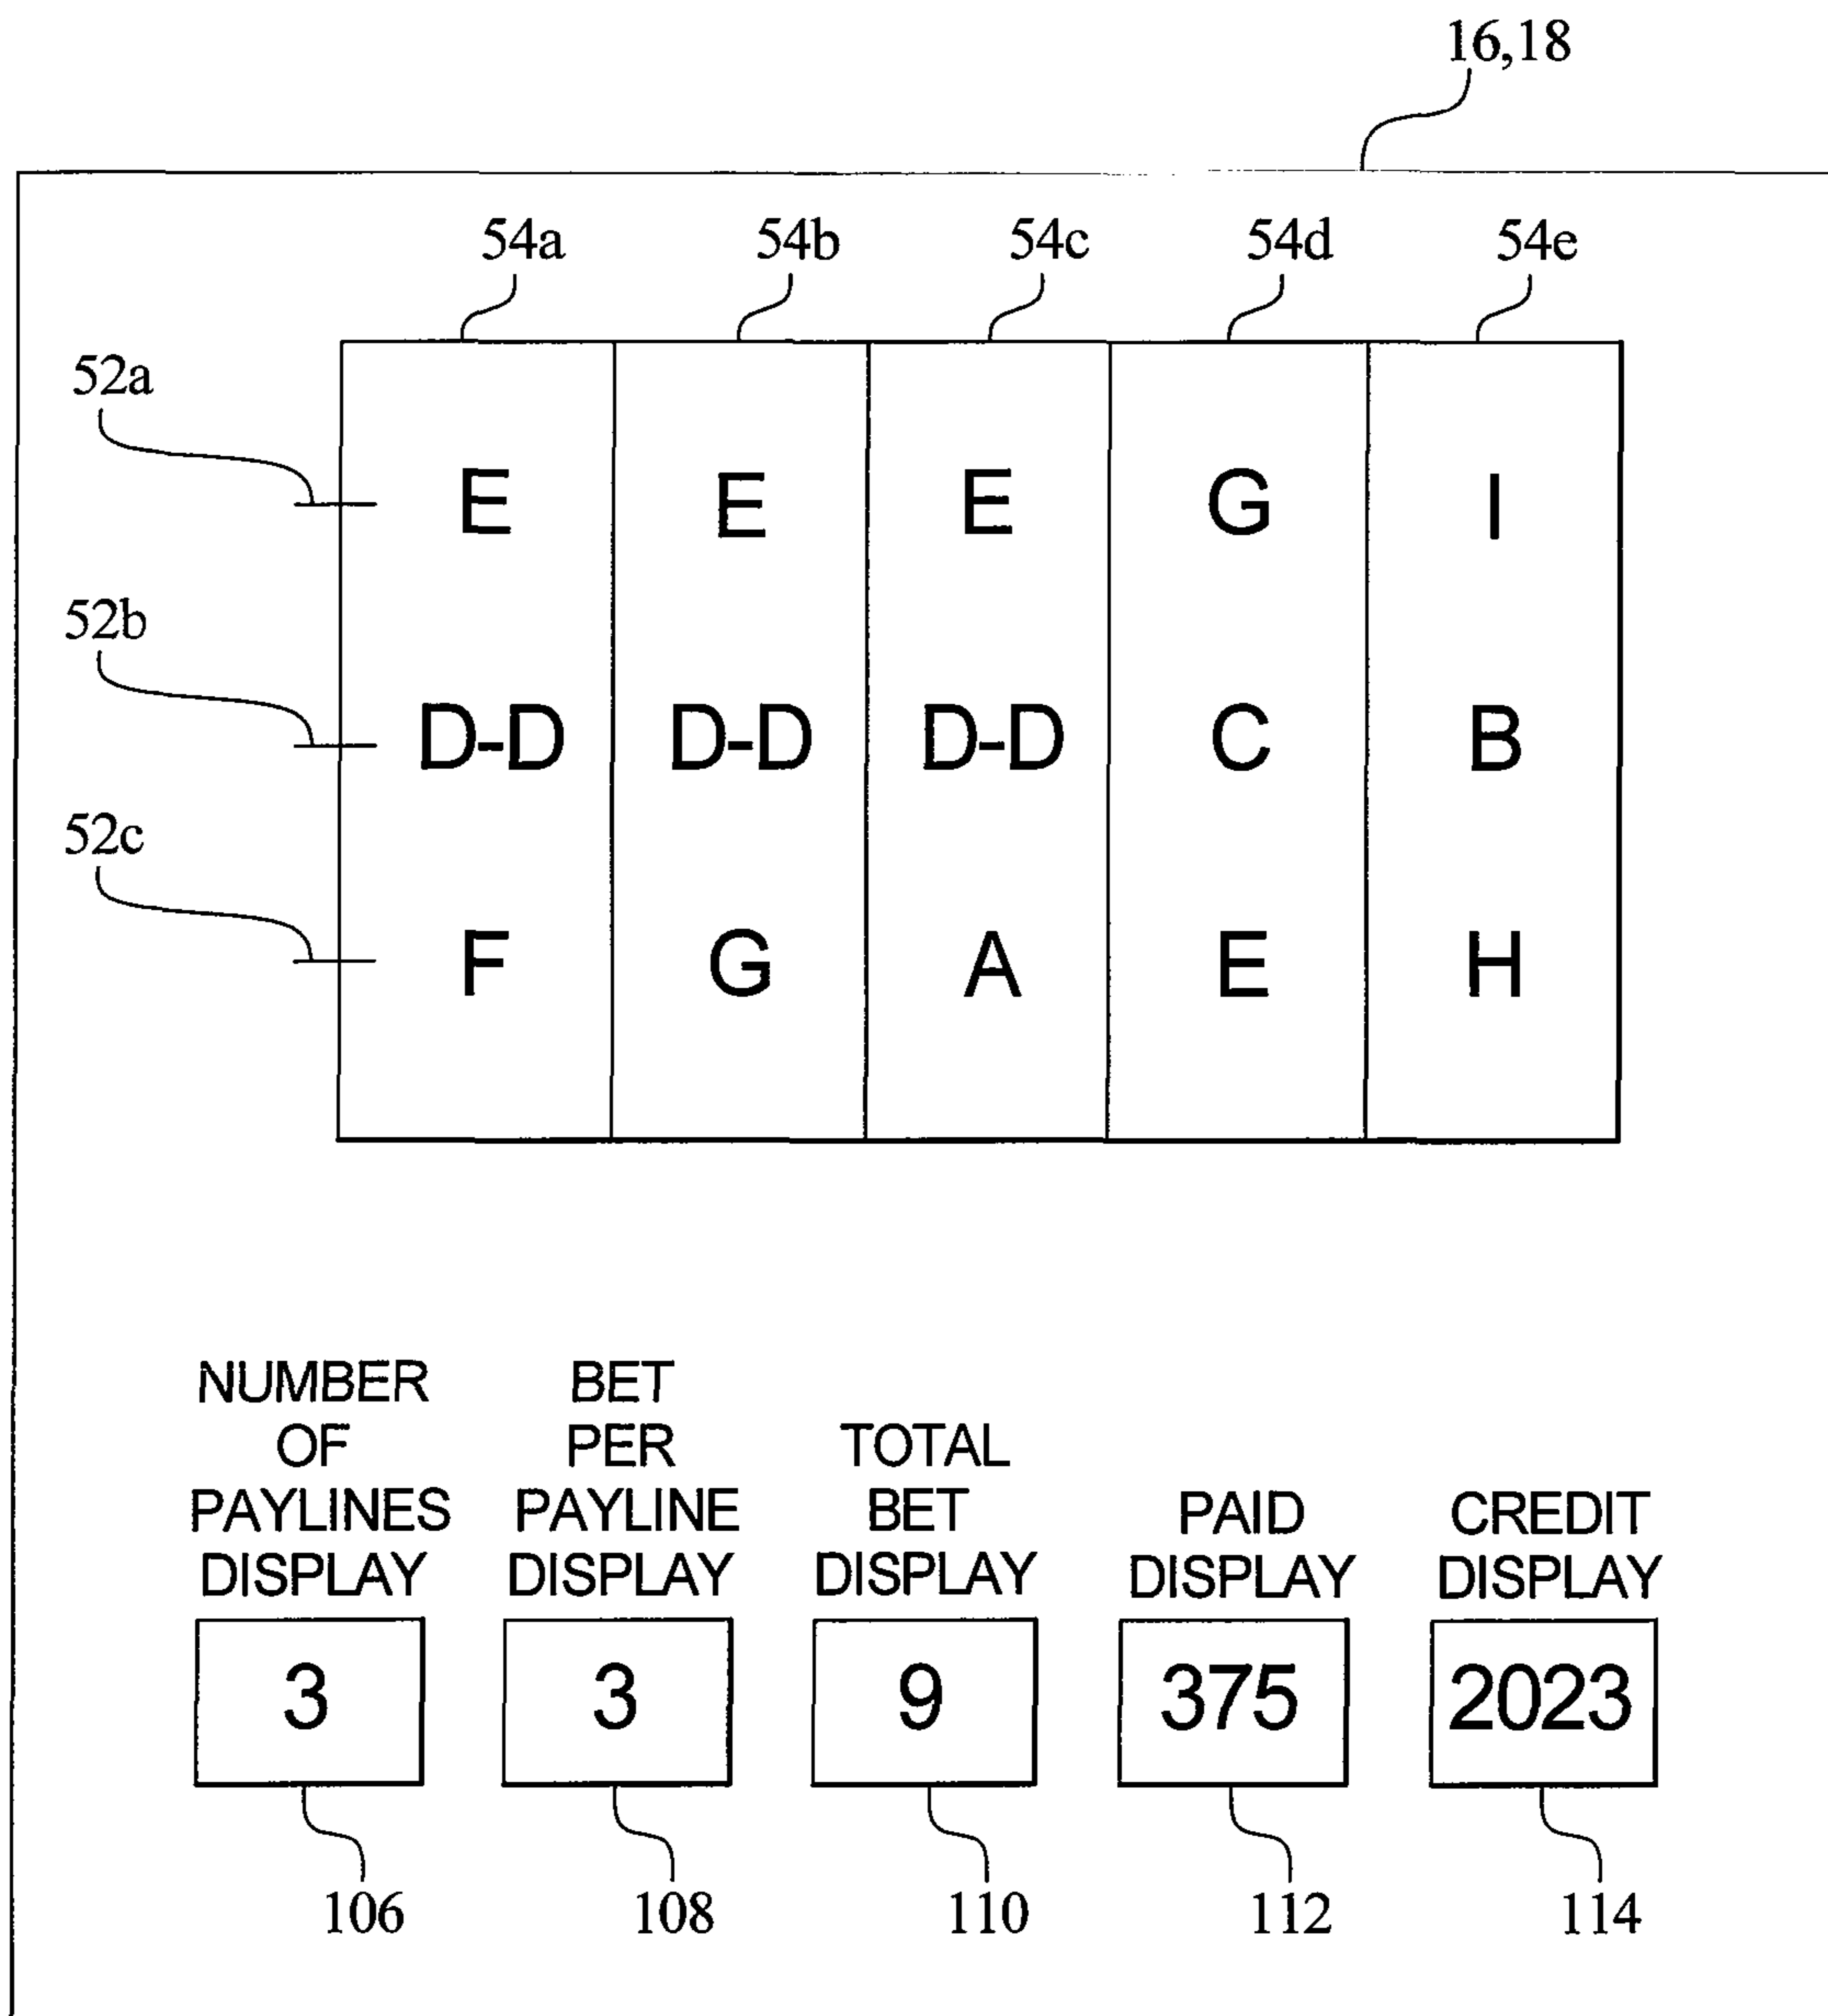 16,18
54a 54b 54c 54d 54e
52a
E E E G I
52b
D-D D-D D-D C B
52c
F G A E H
NUMBER OF PAYLINES DISPLAY
BET PER PAYLINE DISPLAY
TOTAL BET DISPLAY
PAID DISPLAY
CREDIT DISPLAY
3 3 9 375 2023
106 108 110 112 114